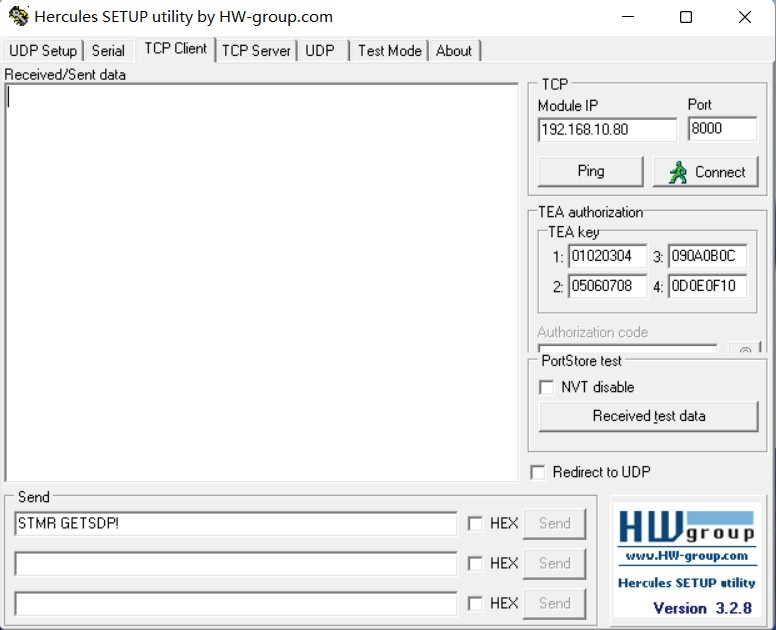 Hercules SETUP utility by HW-group.com
UDP Setup Serial TCP Client TCP Server UDP Test Mode About
Received/Sent data
TCP
Module IP Port
192.168.10.80 8000
Ping Connect
TEA authorization
TEA key
1: 01020304 3: 090A0B0C
2: 05060708 4: 0D0E0F10
Authorization code
PortStore test
NVT disable
Received test data
Redirect to UDP
Send
STMR GETSDP! HEX Send
HEX Send
HEX Send
HWgroup
www.HW-group.com
Hercules SETUP utility
Version 3.2.8